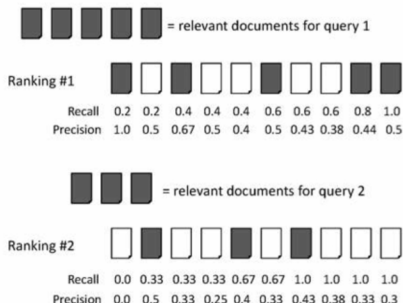 = relevant documents for query 1
Ranking #1
Recall 0.2 0.2 0.4 0.4 0.4 0.6 0.6 0.6 0.8 1.0
Precision 1.0 0.5 0.67 0.5 0.4 0.5 0.43 0.38 0.44 0.5
= relevant documents for query 2
Ranking #2
Recall 0.0 0.33 0.33 0.33 0.67 0.67 1.0 1.0 1.0 1.0
Precision 0.0 0.5 0.33 0.25 0.4 0.33 0.43 0.38 0.33 0.3